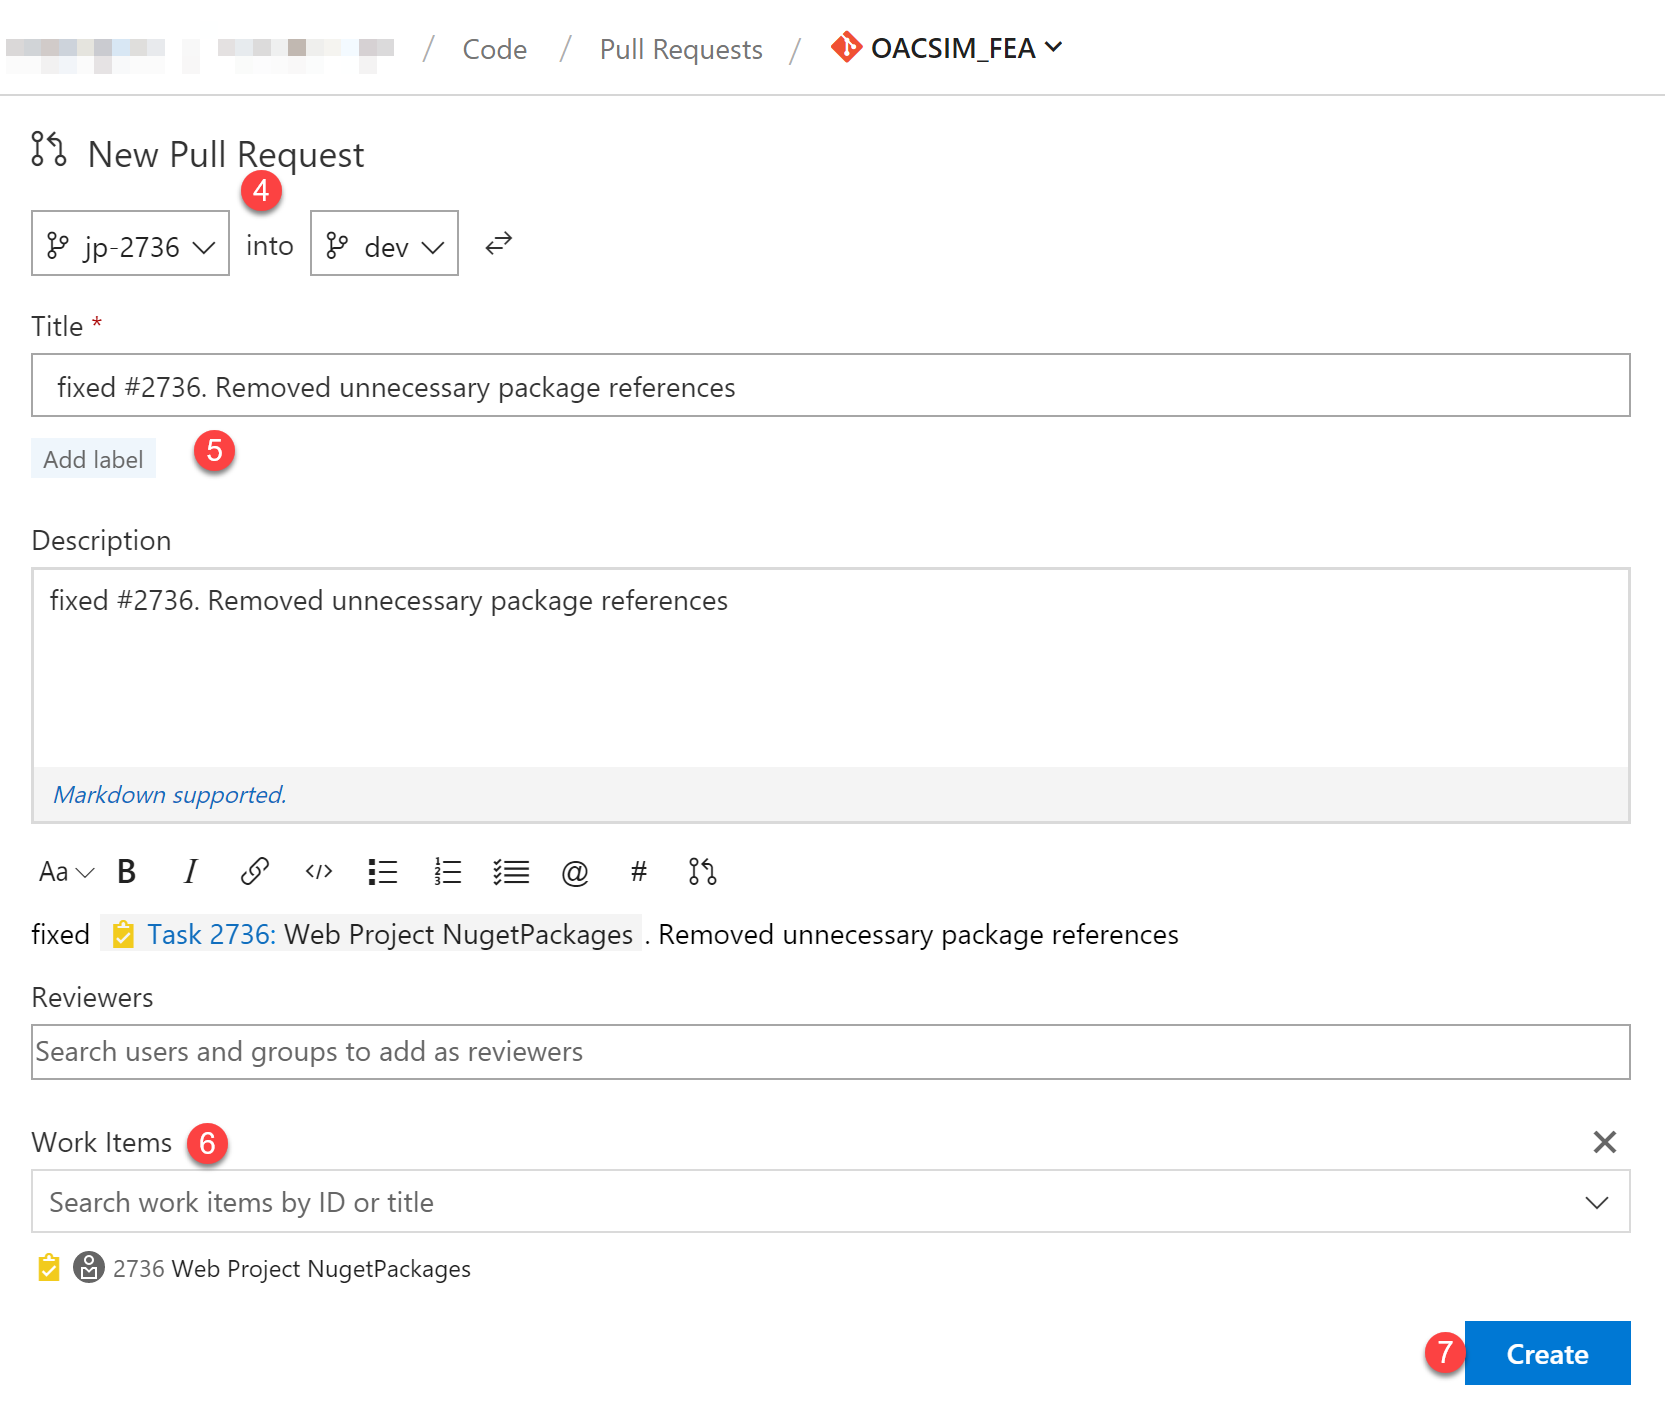 / Code / Pull Requests / OACSIM_FEA
New Pull Request
4
jp-2736 into dev
Title *
fixed #2736. Removed unnecessary package references
Add label 5
Description
fixed #2736. Removed unnecessary package references
Markdown supported.
Aa B I </> 1 2 3 @ #
fixed Task 2736: Web Project NugetPackages . Removed unnecessary package references
Reviewers
Search users and groups to add as reviewers
Work Items 6
Search work items by ID or title
2736 Web Project NugetPackages
7 Create